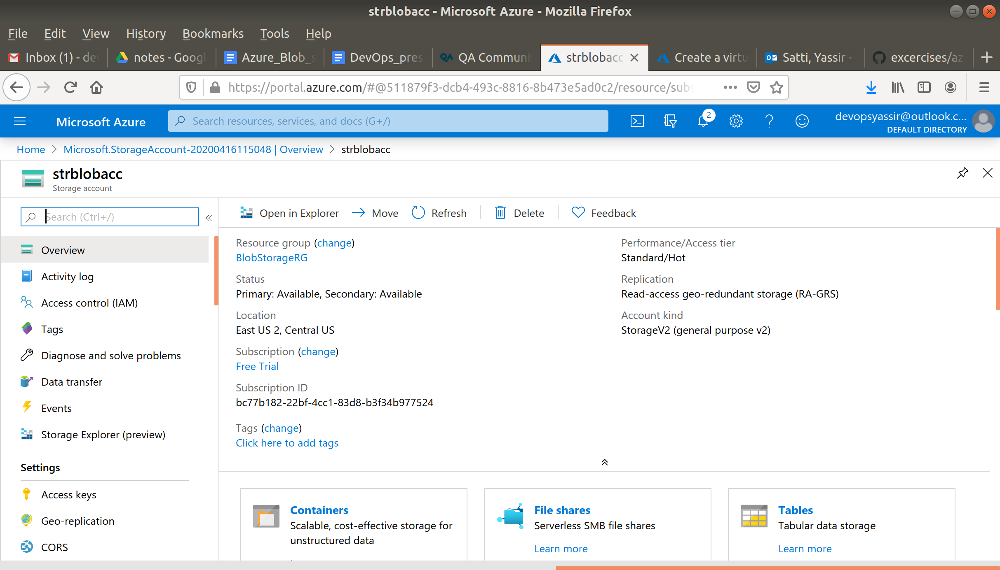 strblobacc - Microsoft Azure - Mozilla Firefox
File Edit View History Bookmarks Tools Help
Inbox (1) - dev notes - Googl Azure_Blob_s DevOps_pres QA Communi strblobacc Create a virtu Satti, Yassir - excercises/az
https://portal.azure.com/#@511879f3-dcb4-493c-8816-8b473e5ad0c2/resource/subs
Microsoft Azure
Search resources, services, and docs (G+/)
2
devopsyassir@outlook.c...
DEFAULT DIRECTORY
Home > Microsoft.StorageAccount-20200416115048 | Overview > strblobacc
strblobacc
Storage account
Search (Ctrl+/)
Overview
Activity log
Access control (IAM)
Tags
Diagnose and solve problems
Data transfer
Events
Storage Explorer (preview)
Settings
Access keys
Geo-replication
CORS
Open in Explorer Move Refresh Delete Feedback
Resource group (change)
BlobStorageRG
Status
Primary: Available, Secondary: Available
Location
East US 2, Central US
Subscription (change)
Free Trial
Subscription ID
bc77b182-22bf-4cc1-83d8-b3f34b977524
Tags (change)
Click here to add tags
Performance/Access tier
Standard/Hot
Replication
Read-access geo-redundant storage (RA-GRS)
Account kind
StorageV2 (general purpose v2)
Containers
Scalable, cost-effective storage for
unstructured data
File shares
Serverless SMB file shares
Learn more
Tables
Tabular data storage
Learn more